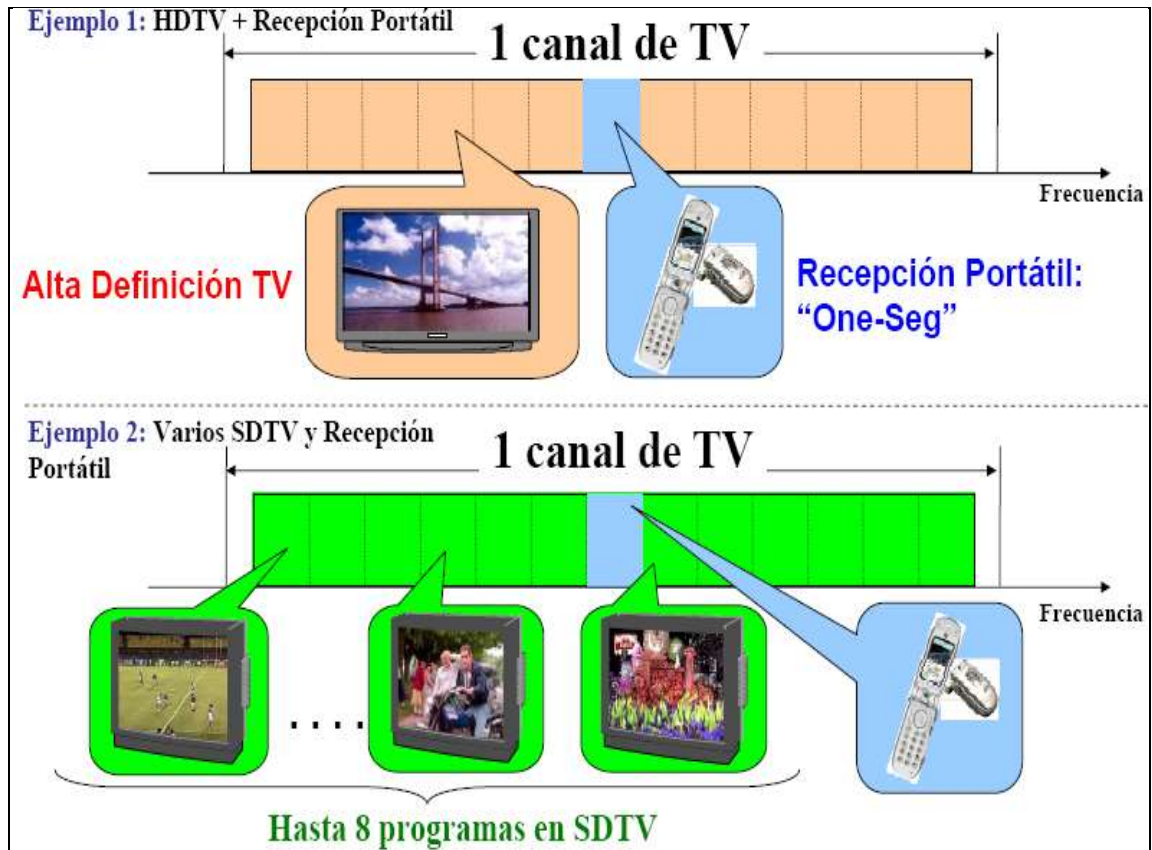 Ejemplo 1: HDTV + Recepción Portátil
1 canal de TV
Frecuencia
Alta Definición TV
Recepción Portátil:
“One-Seg”
Ejemplo 2: Varios SDTV y Recepción
Portátil
1 canal de TV
Frecuencia
. . . .
Hasta 8 programas en SDTV